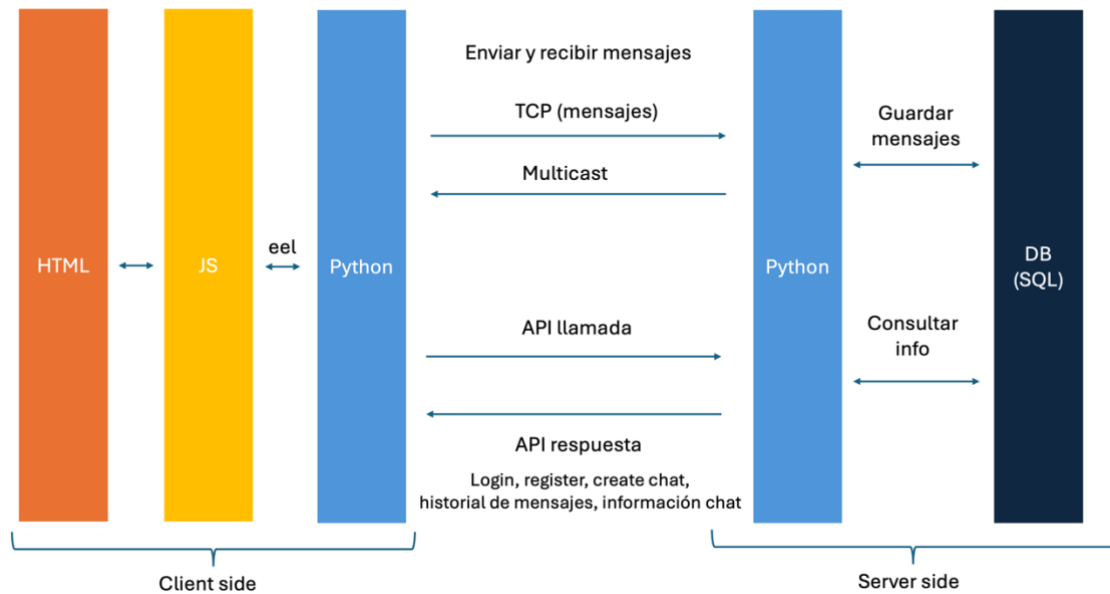 Enviar y recibir mensajes
TCP (mensajes)
Guardar
mensajes
Multicast
HTML
JS
eel
Python
Python
DB
(SQL)
API llamada
Consultar
info
API respuesta
Login, register, create chat,
historial de mensajes, información chat
Client side
Server side